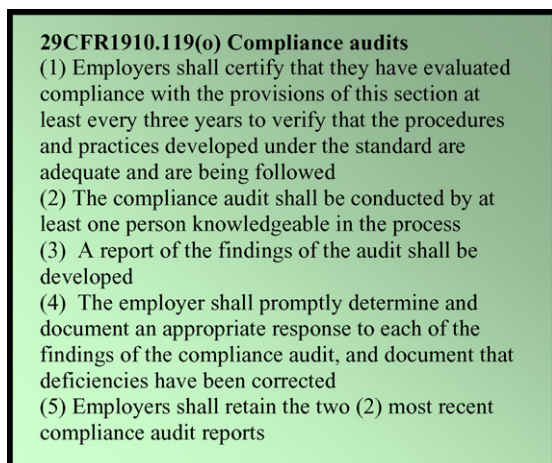 29CFR1910.119(o) Compliance audits
(1) Employers shall certify that they have evaluated
compliance with the provisions of this section at
least every three years to verify that the procedures
and practices developed under the standard are
adequate and are being followed
(2) The compliance audit shall be conducted by at
least one person knowledgeable in the process
(3)  A report of the findings of the audit shall be
developed
(4)  The employer shall promptly determine and
document an appropriate response to each of the
findings of the compliance audit, and document that
deficiencies have been corrected
(5) Employers shall retain the two (2) most recent
compliance audit reports